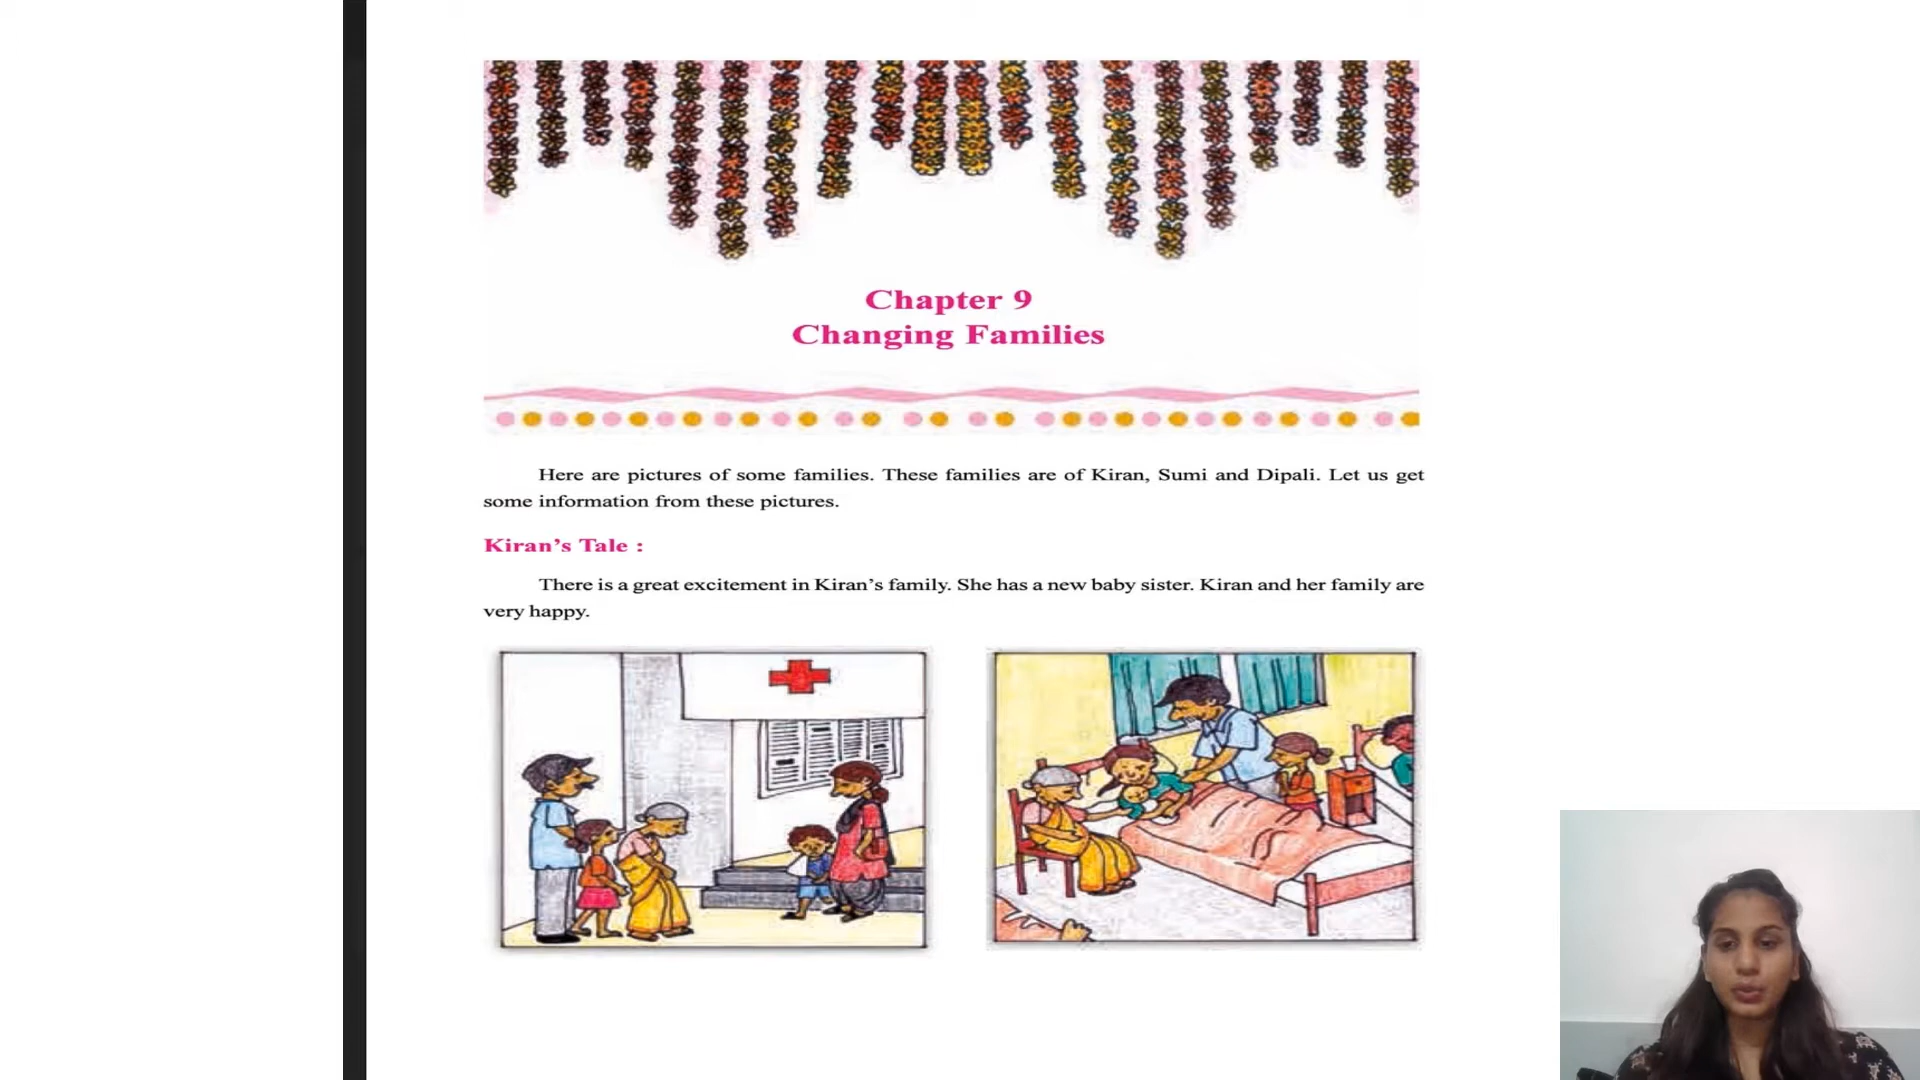 Chapter 9
Changing Families
Here are pictures of some families. These families are of Kiran, Sumi and Dipali. Let us get
some information from these pictures.
Kiran’s Tale :
There is a great excitement in Kiran’s family. She has a new baby sister. Kiran and her family are
very happy.